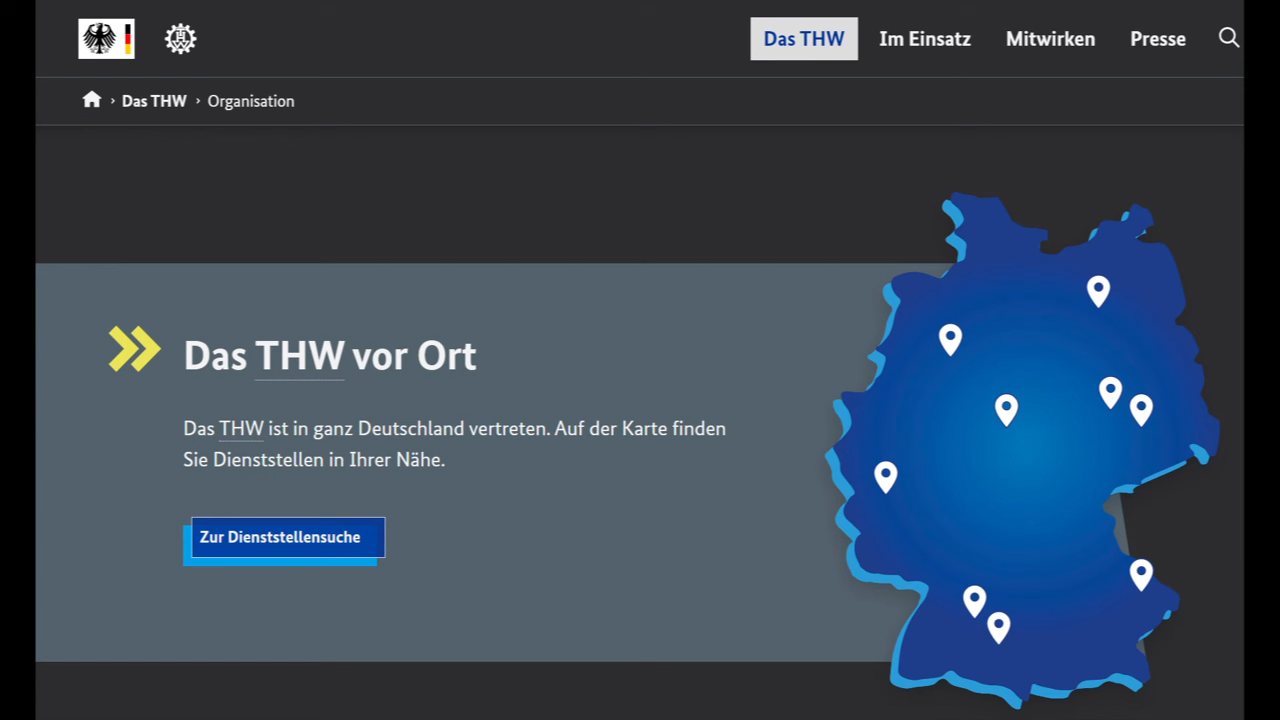 Das THW Im Einsatz Mitwirken Presse
› Das THW › Organisation
Das THW vor Ort
Das THW ist in ganz Deutschland vertreten. Auf der Karte finden
Sie Dienststellen in Ihrer Nähe.
Zur Dienststellensuche